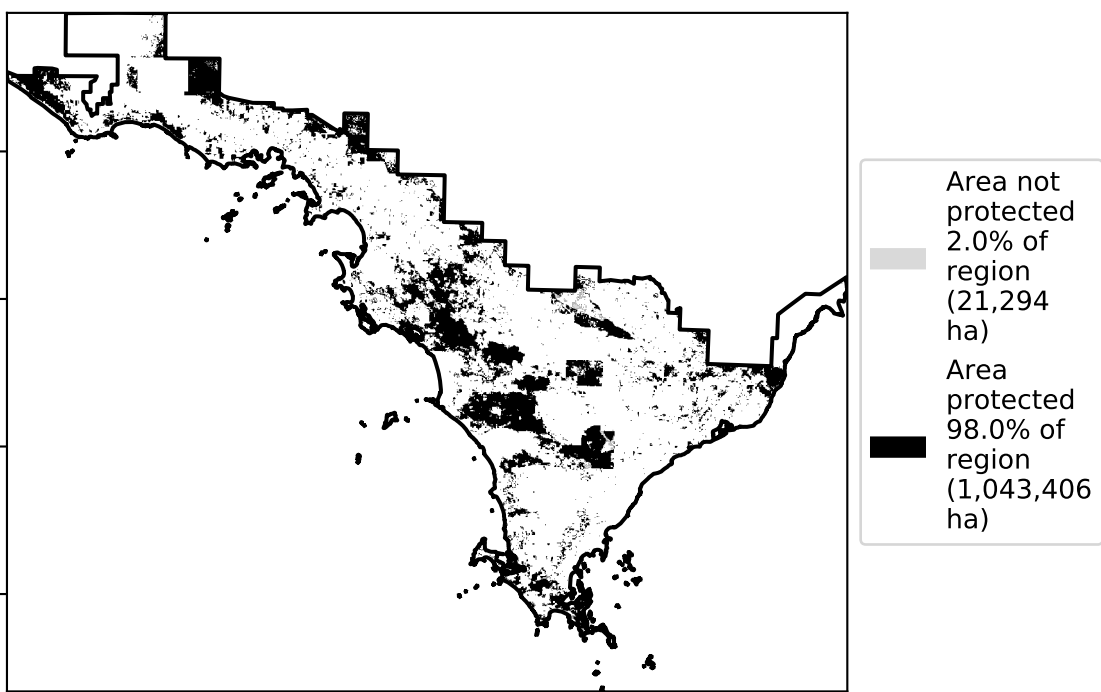 Area not
protected
2.0% of
region
(21,294
ha)
Area
protected
98.0% of
region
(1,043,406
ha)